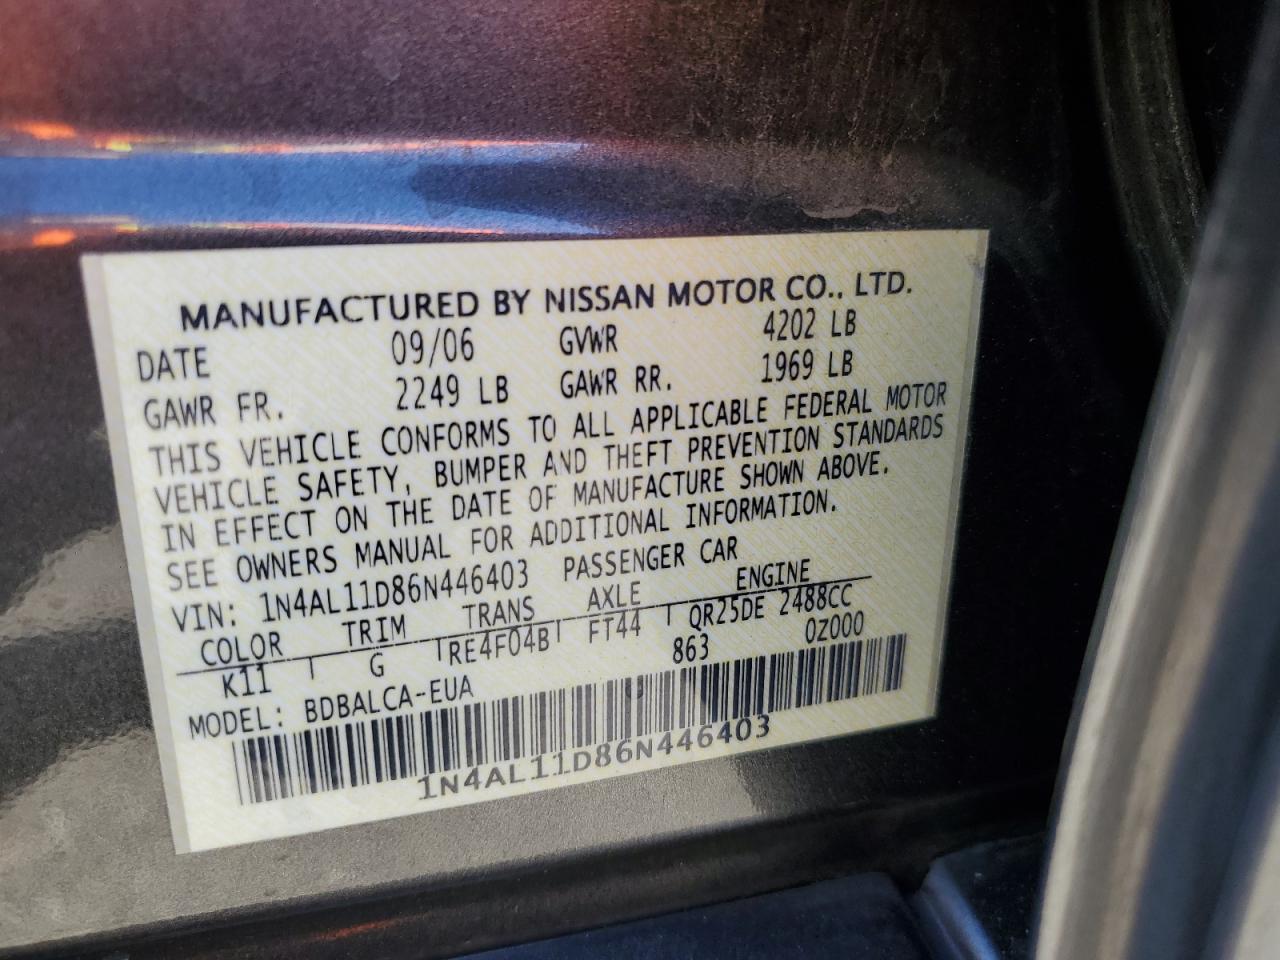 MANUFACTURED BY NISSAN MOTOR CO., LTD.
DATE 09/06 GVWR 4202 LB
GAWR FR. 2249 LB GAWR RR. 1969 LB
THIS VEHICLE CONFORMS TO ALL APPLICABLE FEDERAL MOTOR
VEHICLE SAFETY, BUMPER AND THEFT PREVENTION STANDARDS
IN EFFECT ON THE DATE OF MANUFACTURE SHOWN ABOVE.
SEE OWNERS MANUAL FOR ADDITIONAL INFORMATION.
VIN: 1N4AL11D86N446403 PASSENGER CAR
COLOR TRIM TRANS AXLE ENGINE
K11 G RE4F04B FT44 QR25DE 2488CC
MODEL: BDBALCA-EUA 863 0Z000
1N4AL11D86N446403